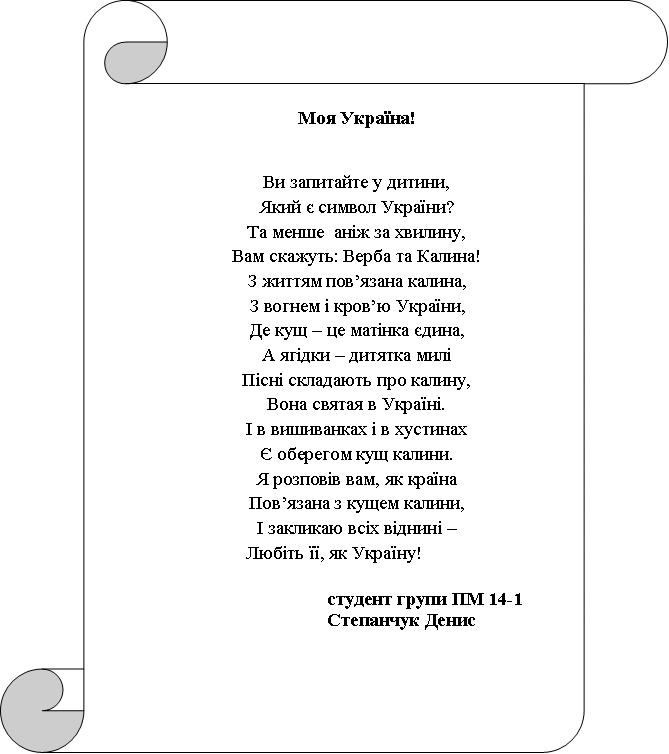 Моя Україна!
Ви запитайте у дитини,
Який є символ України?
Та менше  аніж за хвилину,
Вам скажуть: Верба та Калина!
З життям пов’язана калина,
З вогнем і кров’ю України,
Де кущ – це матінка єдина,
А ягідки – дитятка милі
Пісні складають про калину,
Вона святая в Україні.
І в вишиванках і в хустинах
Є оберегом кущ калини.
Я розповів вам, як країна
Пов’язана з кущем калини,
І закликаю всіх віднині –
Любіть її, як Україну!
студент групи ПМ 14-1
Степанчук Денис